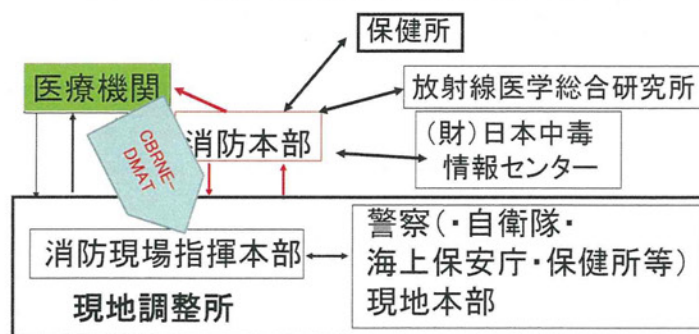 保健所
医療機関
放射線医学総合研究所
CBRNE-
DMAT
消防本部
(財)日本中毒
情報センター
消防現場指揮本部
警察(・自衛隊・
海上保安庁・保健所等)
現地本部
現地調整所